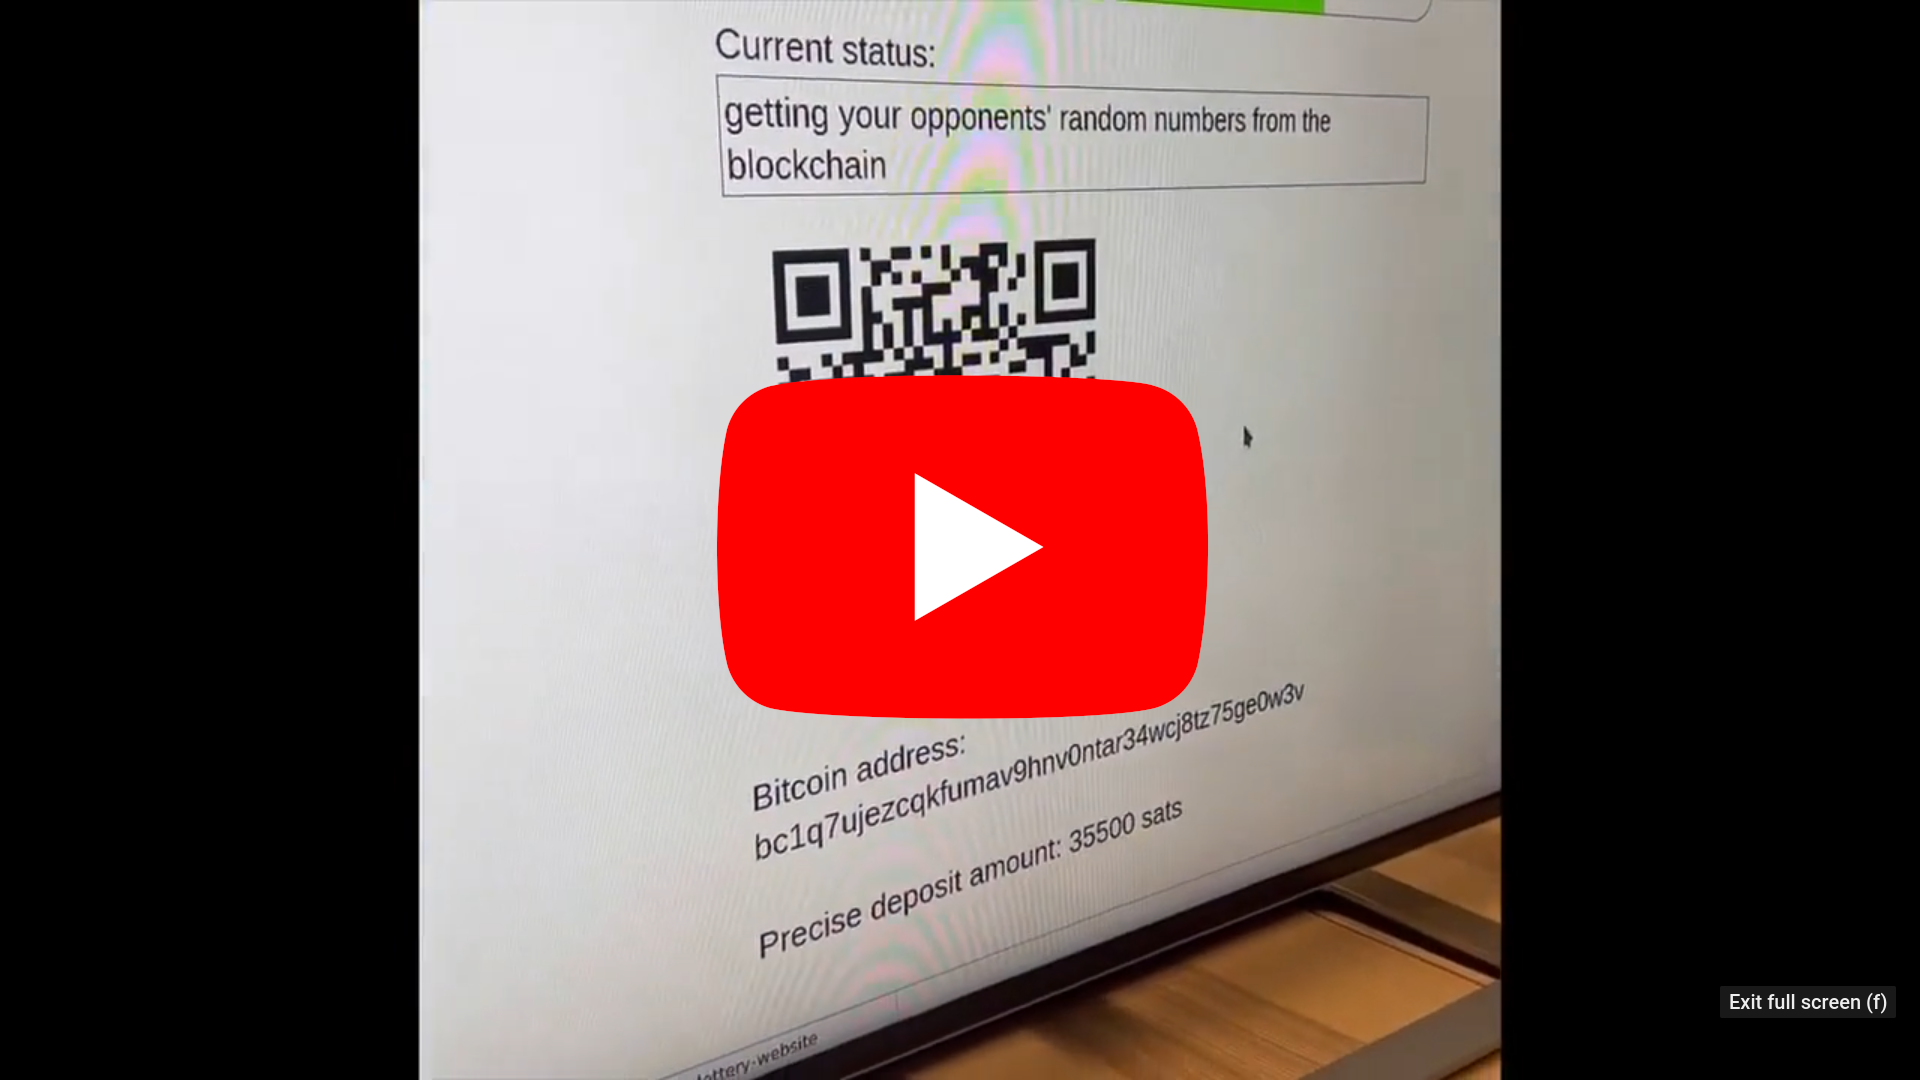 Current status:
getting your opponents' random numbers from the
blockchain
Bitcoin address:
bc1q7ujezcqkfumav9hnv0ntar34wcj8tz75ge0w3v
Precise deposit amount: 35500 sats
lottery-website
Exit full screen (f)